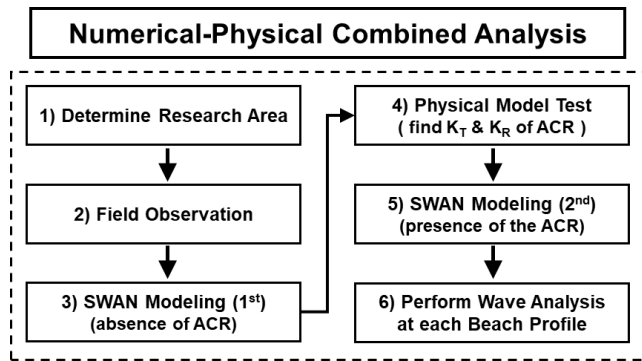 Numerical-Physical Combined Analysis
1) Determine Research Area
2) Field Observation
3) SWAN Modeling (1st)
(absence of ACR)
4) Physical Model Test
( find KT & KR of ACR )
5) SWAN Modeling (2nd)
(presence of the ACR)
6) Perform Wave Analysis
at each Beach Profile